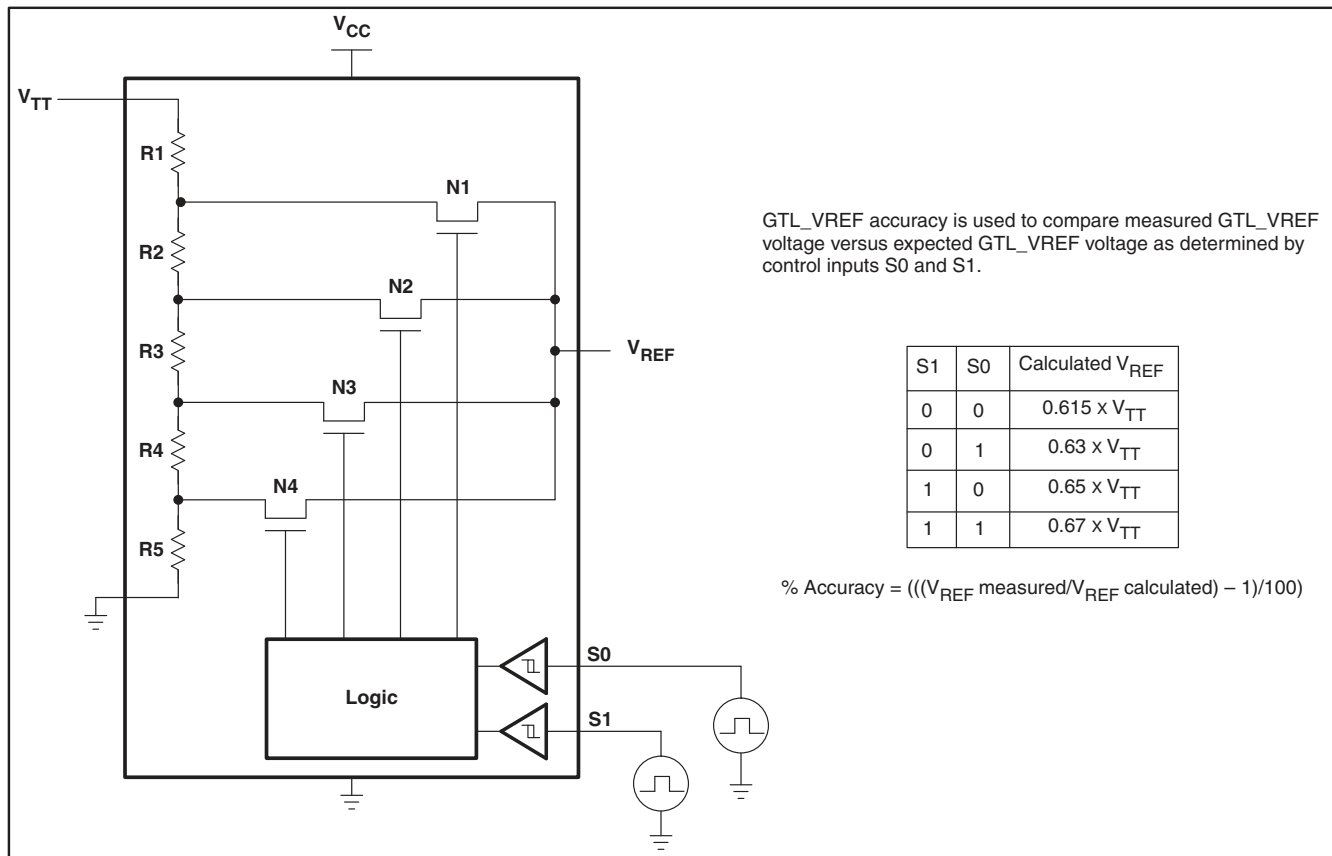 VCC
VTT
R1
N1
R2
N2
R3
VREF
N3
R4
N4
R5
S0
Logic
S1
GTL_VREF accuracy is used to compare measured GTL_VREF
voltage versus expected GTL_VREF voltage as determined by
control inputs S0 and S1.
S1 S0 Calculated VREF
0 0 0.615 x VTT
0 1 0.63 x VTT
1 0 0.65 x VTT
1 1 0.67 x VTT
% Accuracy = (((VREF measured/VREF calculated) – 1)/100)